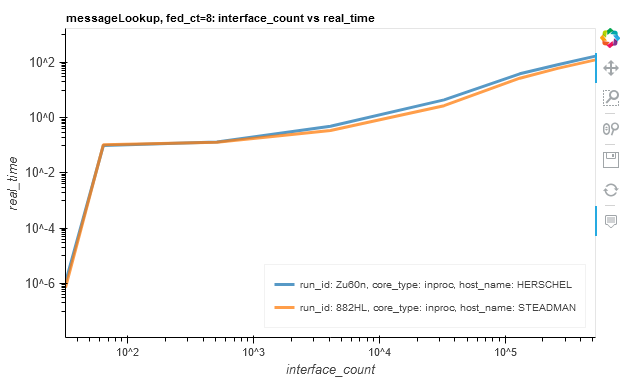 messageLookup, fed_ct=8: interface_count vs real_time
10^2
10^0
10^-2
10^-4
10^-6
real_time
run_id: Zu60n, core_type: inproc, host_name: HERSCHEL
run_id: 882HL, core_type: inproc, host_name: STEADMAN
10^2 10^3 10^4 10^5
interface_count